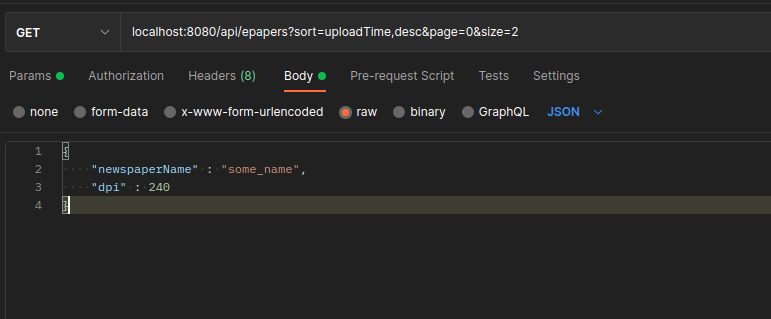 GET localhost:8080/api/epapers?sort=uploadTime,desc&page=0&size=2
Params Authorization Headers (8) Body Pre-request Script Tests Settings
none form-data x-www-form-urlencoded raw binary GraphQL JSON
1 {
2 "newspaperName" : "some_name",
3 "dpi" : 240
4 }